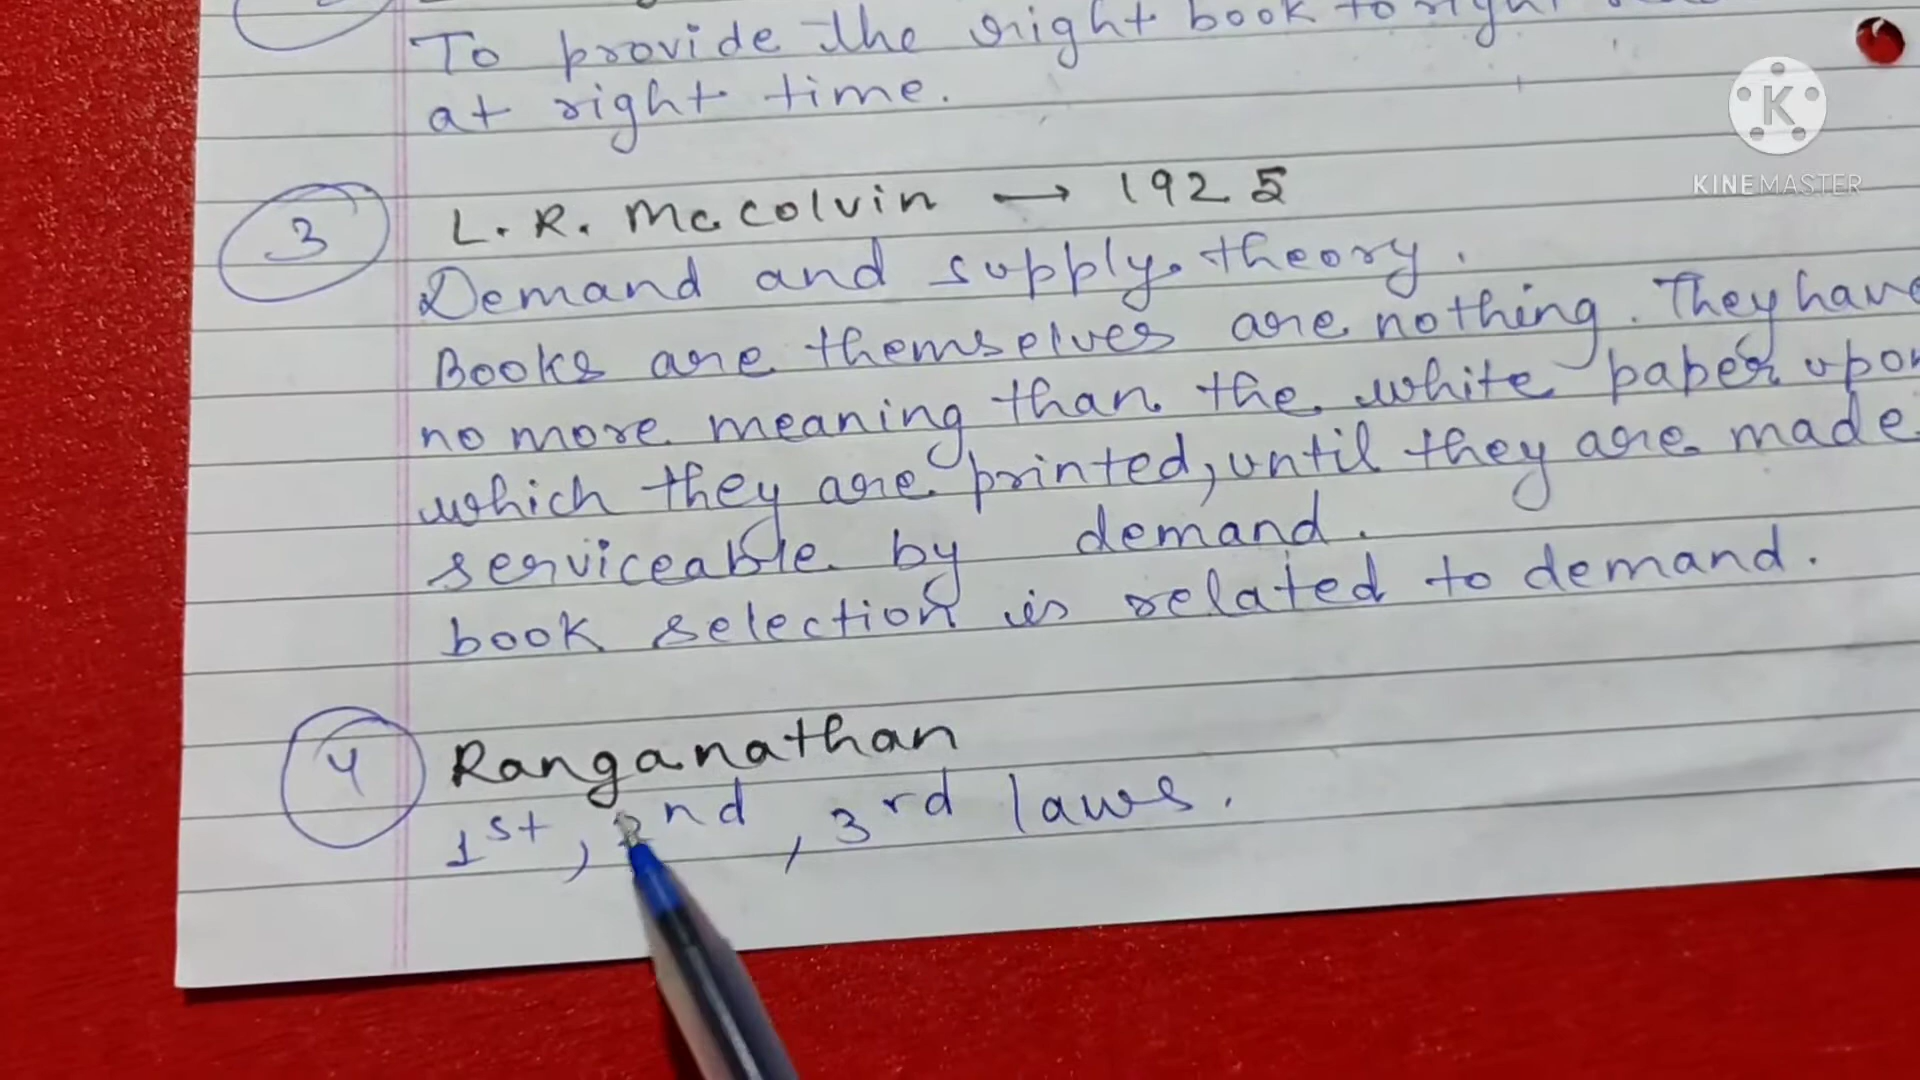 To provide the right book to right
at right time.
3 L. R. Mc. Colvin → 1925
Demand and supply theory.
Books are themselves are nothing. They have
no more meaning than the white paper upon
which they are printed, until they are made
serviceable by demand.
book selection is related to demand.
4 Ranganathan
1st, 2nd, 3rd laws.
K
KINEMASTER